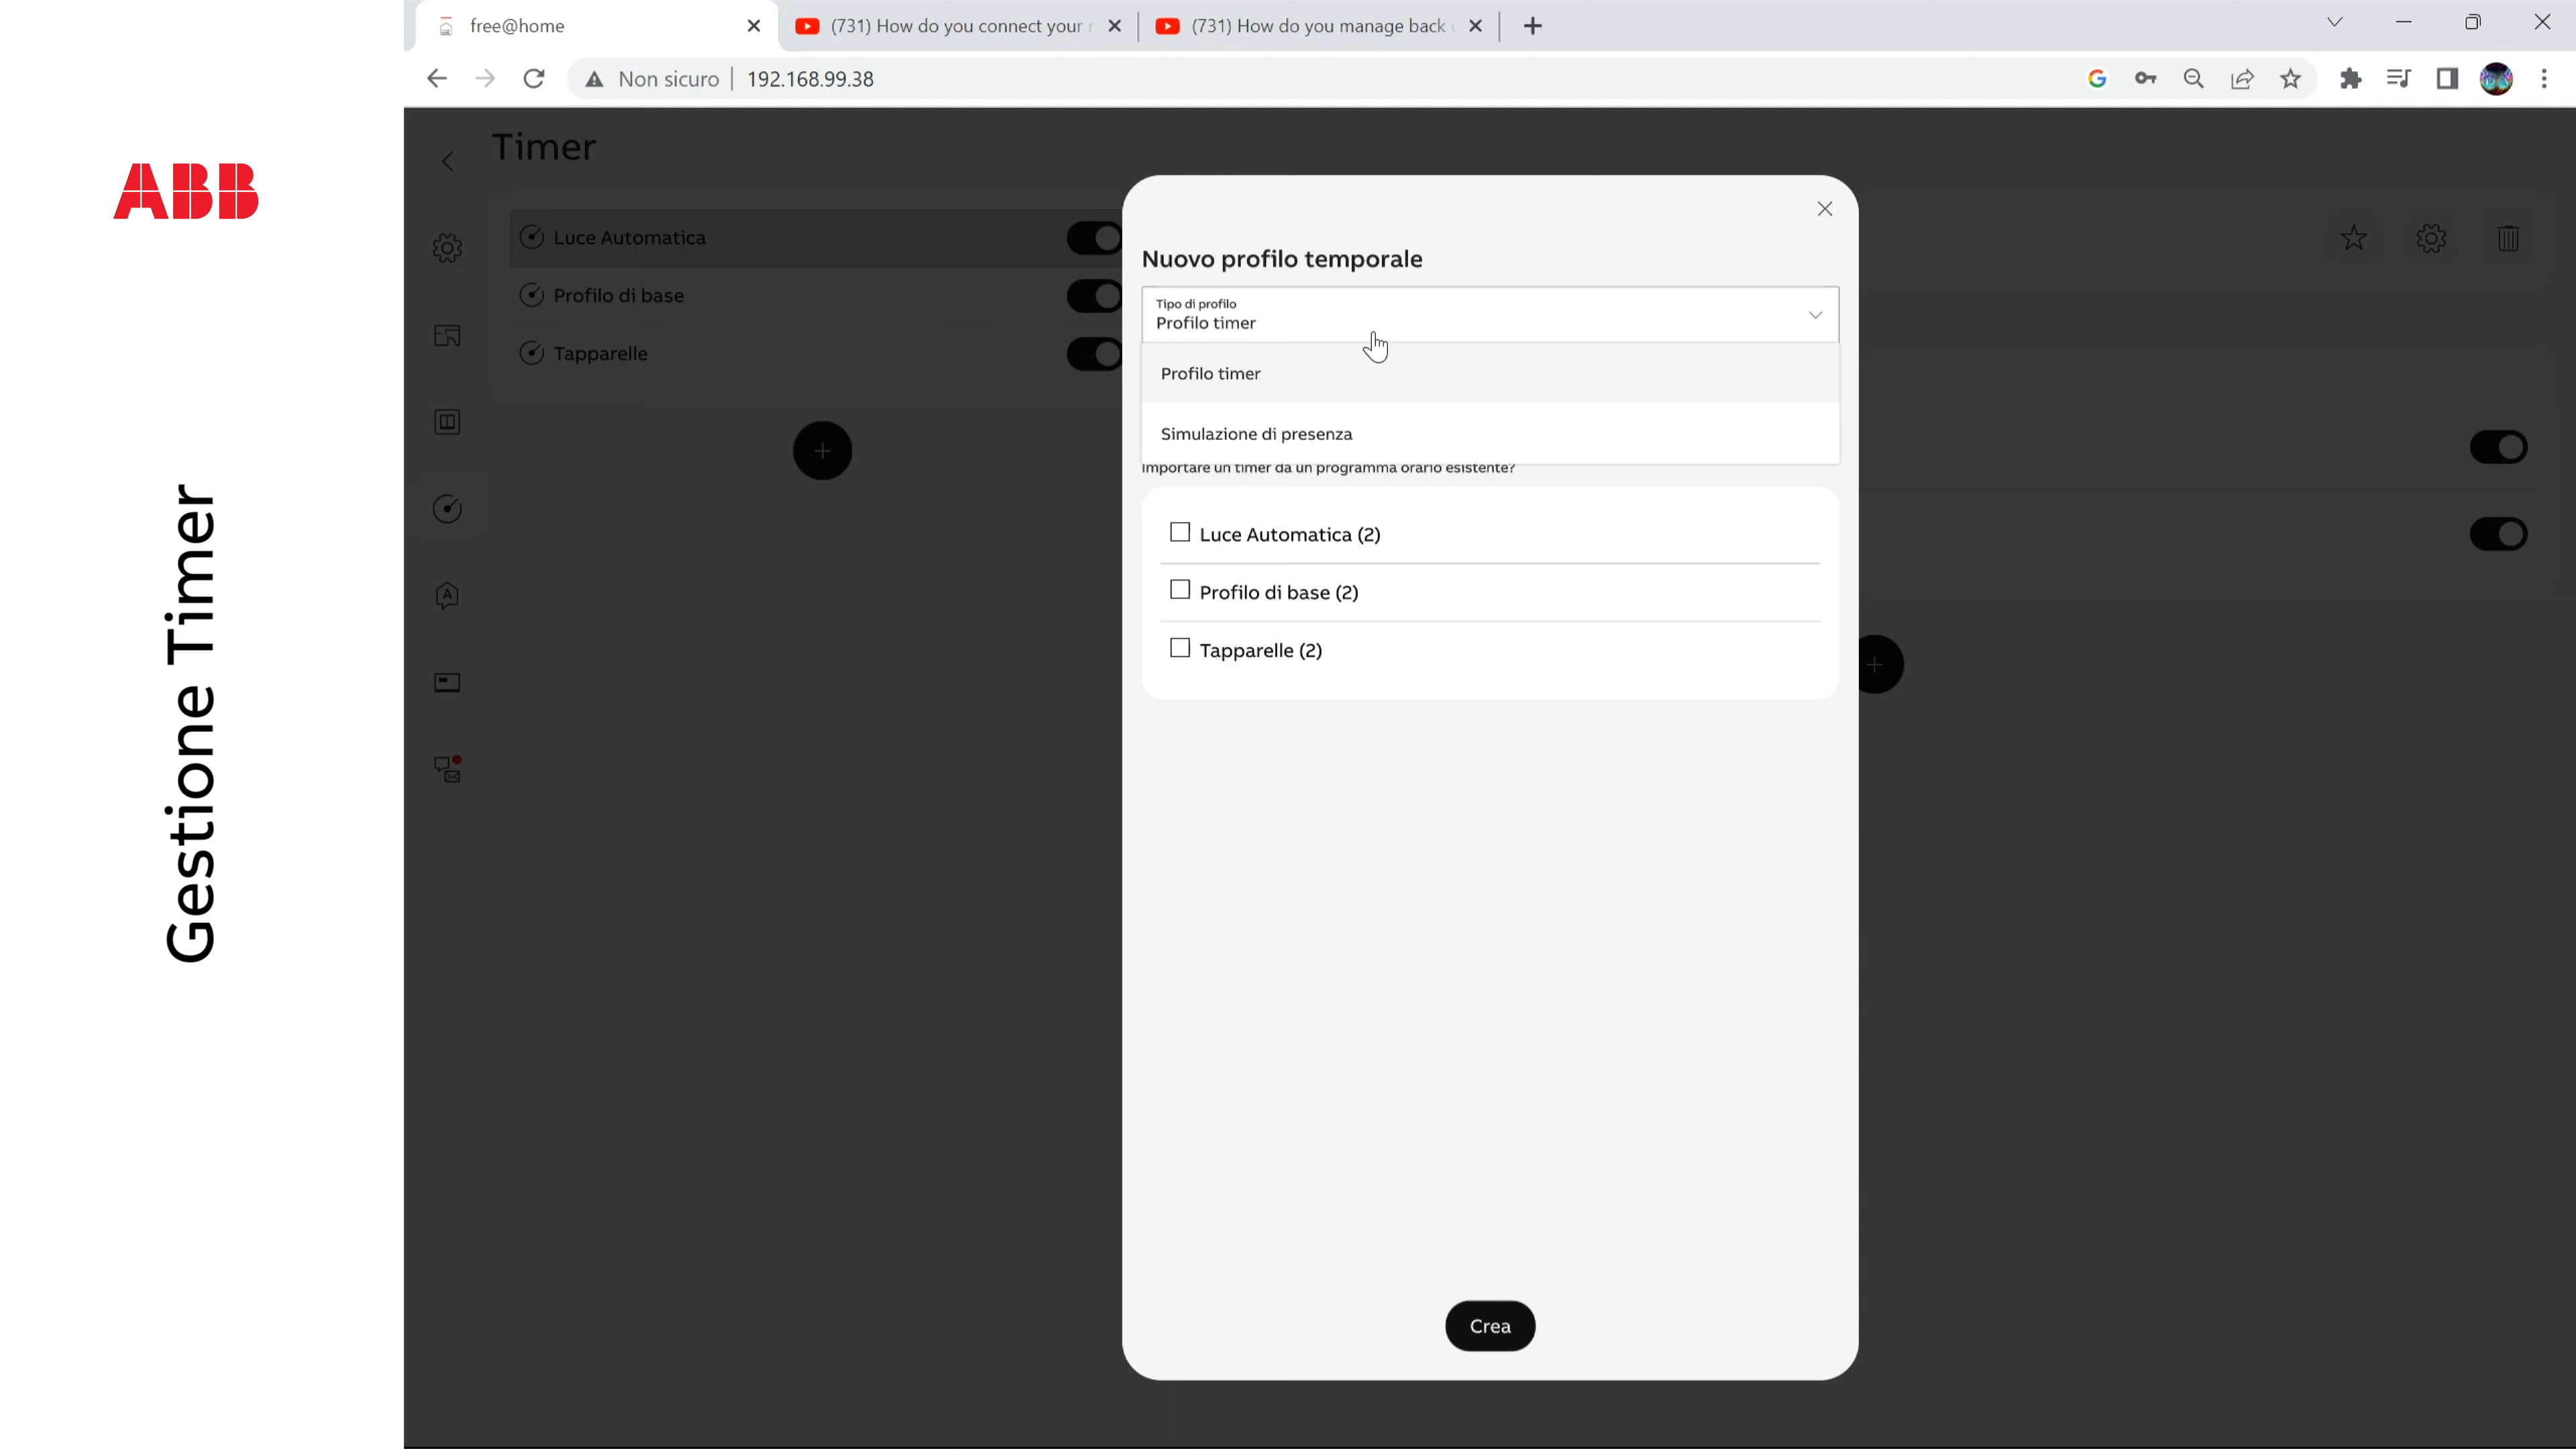 ABB
Gestione Timer
free@home
(731) How do you connect your
(731) How do you manage back
Non sicuro
192.168.99.38
Timer
Luce Automatica
Profilo di base
Tapparelle
Nuovo profilo temporale
Tipo di profilo
Profilo timer
Profilo timer
Simulazione di presenza
Importare un timer da un programma orario esistente?
Luce Automatica (2)
Profilo di base (2)
Tapparelle (2)
Crea